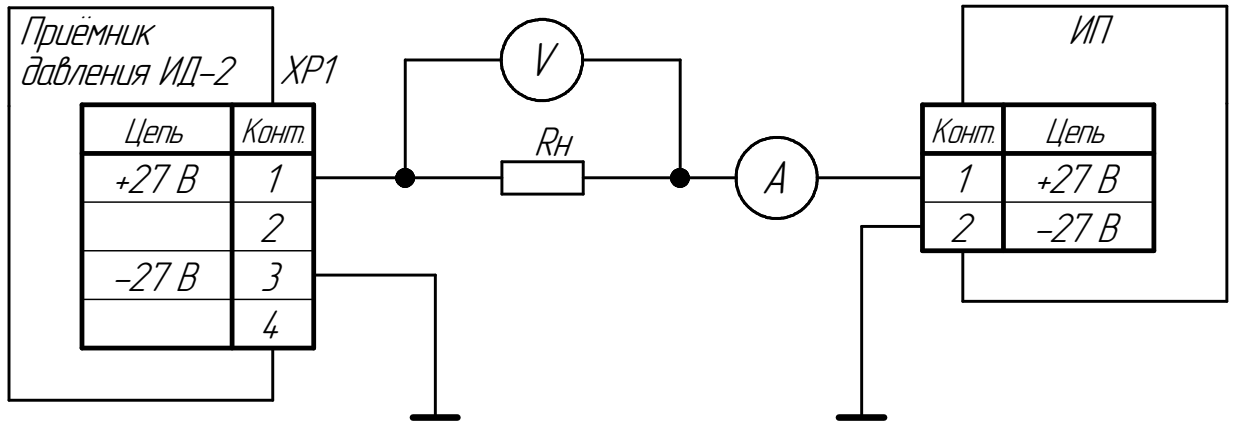 Приёмник
давления ИД-2
ХР1
Цепь Конт.
+27 В 1
2
-27 В 3
4
V
Rн
А
ИП
Конт. Цепь
1 +27 В
2 -27 В